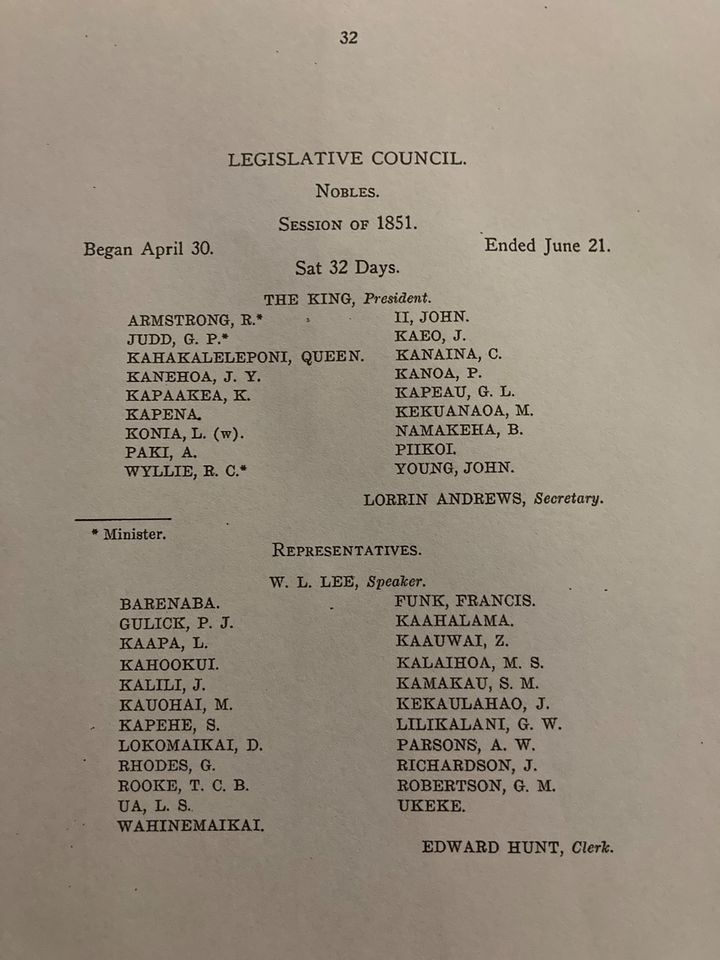 32
LEGISLATIVE COUNCIL.
NOBLES.
SESSION OF 1851.
Began April 30. Ended June 21.
Sat 32 Days.
THE KING, President.
ARMSTRONG, R.* II, JOHN.
JUDD, G. P.* KAEO, J.
KAHAKALELEPONI, QUEEN. KANAINA, C.
KANEHOA, J. Y. KANOA, P.
KAPAAKEA, K. KAPEAU, G. L.
KAPENA. KEKUANAOA, M.
KONIA, L. (w). NAMAKEHA, B.
PAKI, A. PIIKOI.
WYLLIE, R. C.* YOUNG, JOHN.
LORRIN ANDREWS, Secretary.
* Minister.
REPRESENTATIVES.
W. L. LEE, Speaker.
BARENABA. FUNK, FRANCIS.
GULICK, P. J. KAAHALAMA.
KAAPA, L. KAAUWAI, Z.
KAHOOKUI. KALAIHOA, M. S.
KALILI, J. KAMAKAU, S. M.
KAUOHAI, M. KEKAULAHAO, J.
KAPEHE, S. LILIKALANI, G. W.
LOKOMAIKAI, D. PARSONS, A. W.
RHODES, G. RICHARDSON, J.
ROOKE, T. C. B. ROBERTSON, G. M.
UA, L. S. UKEKE.
WAHINEMAIKAI.
EDWARD HUNT, Clerk.